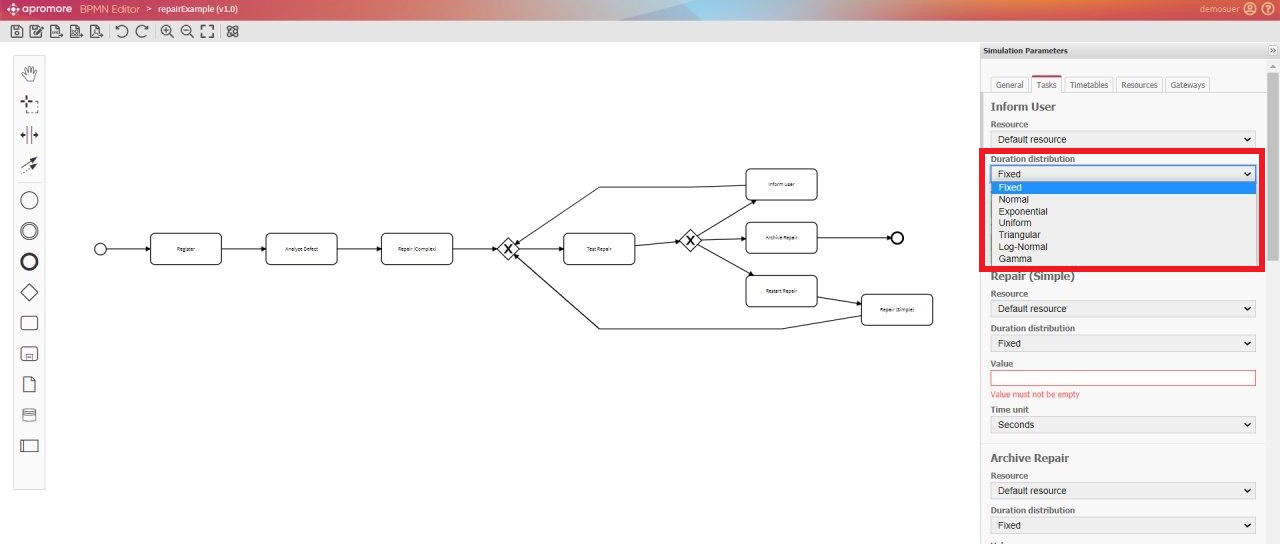 apromore BPMN Editor > repairExample (v1.0)
demosuer
Simulation Parameters
General Tasks Timetables Resources Gateways
Inform User
Resource
Default resource
Duration distribution
Fixed
Fixed
Normal
Exponential
Uniform
Triangular
Log-Normal
Gamma
Repair (Simple)
Resource
Default resource
Duration distribution
Fixed
Value
Value must not be empty
Time unit
Seconds
Archive Repair
Resource
Default resource
Duration distribution
Fixed
Register
Analyze Defect
Repair (Complex)
X
Test Repair
X
Inform User
Archive Repair
Restart Repair
Repair (Simple)